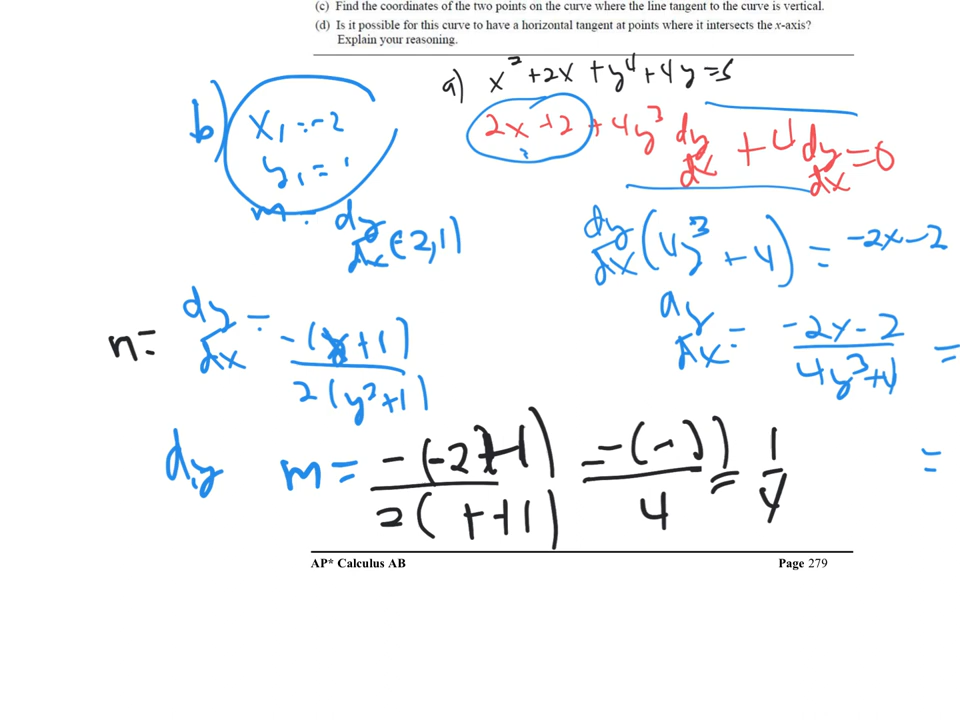 (c) Find the coordinates of the two points on the curve where the line tangent to the curve is vertical.
(d) Is it possible for this curve to have a horizontal tangent at points where it intersects the x-axis?
Explain your reasoning.
a) x² + 2x + y⁴ + 4y = 5
2x + 2 + 4y³ dy/dx + 4 dy/dx = 0
b) x₁ = -2
y₁ = 1
m = dy/dx (-2, 1)
dy/dx (4y³ + 4) = -2x - 2
dy/dx = (-2x - 2)/(4y³ + 4) =
n = dy/dx = -(x + 1)/2(y³ + 1)
dy m = -(-2+1)/2(1+1) = -(-1)/4 = 1/4
=
AP* Calculus AB Page 279